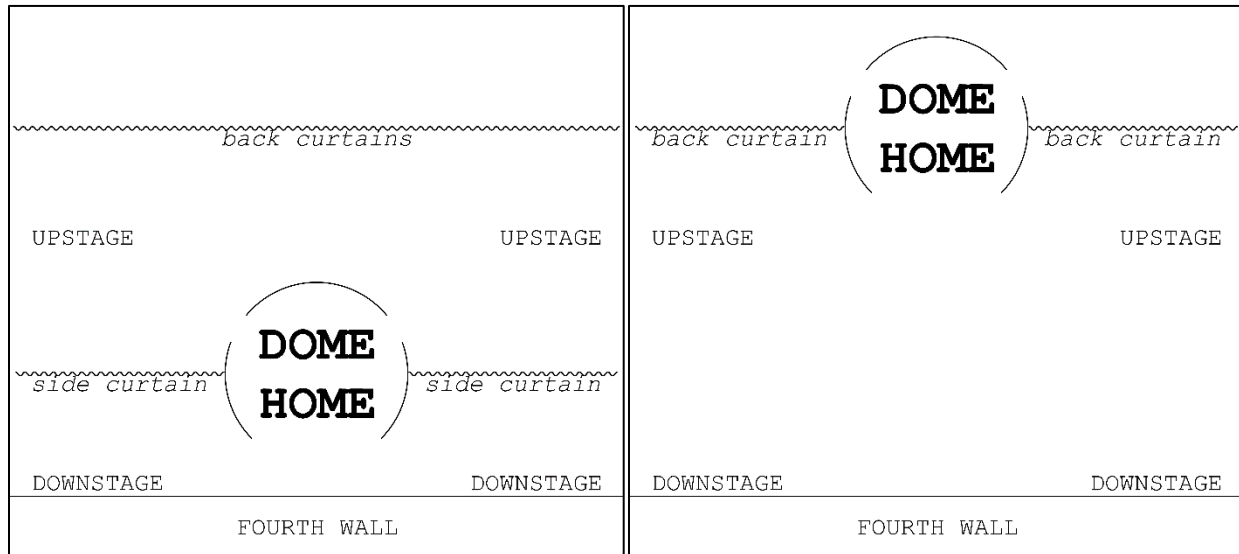 back curtains
UPSTAGE UPSTAGE
DOME
HOME
side curtain side curtain
DOWNSTAGE DOWNSTAGE
FOURTH WALL
DOME
HOME
back curtain back curtain
UPSTAGE UPSTAGE
DOWNSTAGE DOWNSTAGE
FOURTH WALL